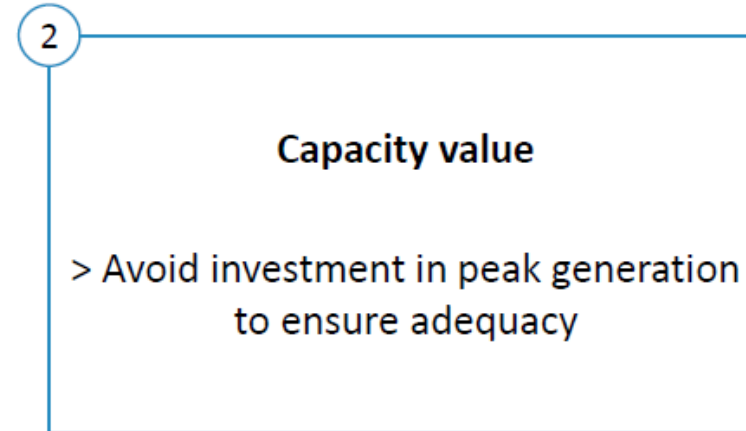 2
Capacity value
> Avoid investment in peak generation
to ensure adequacy